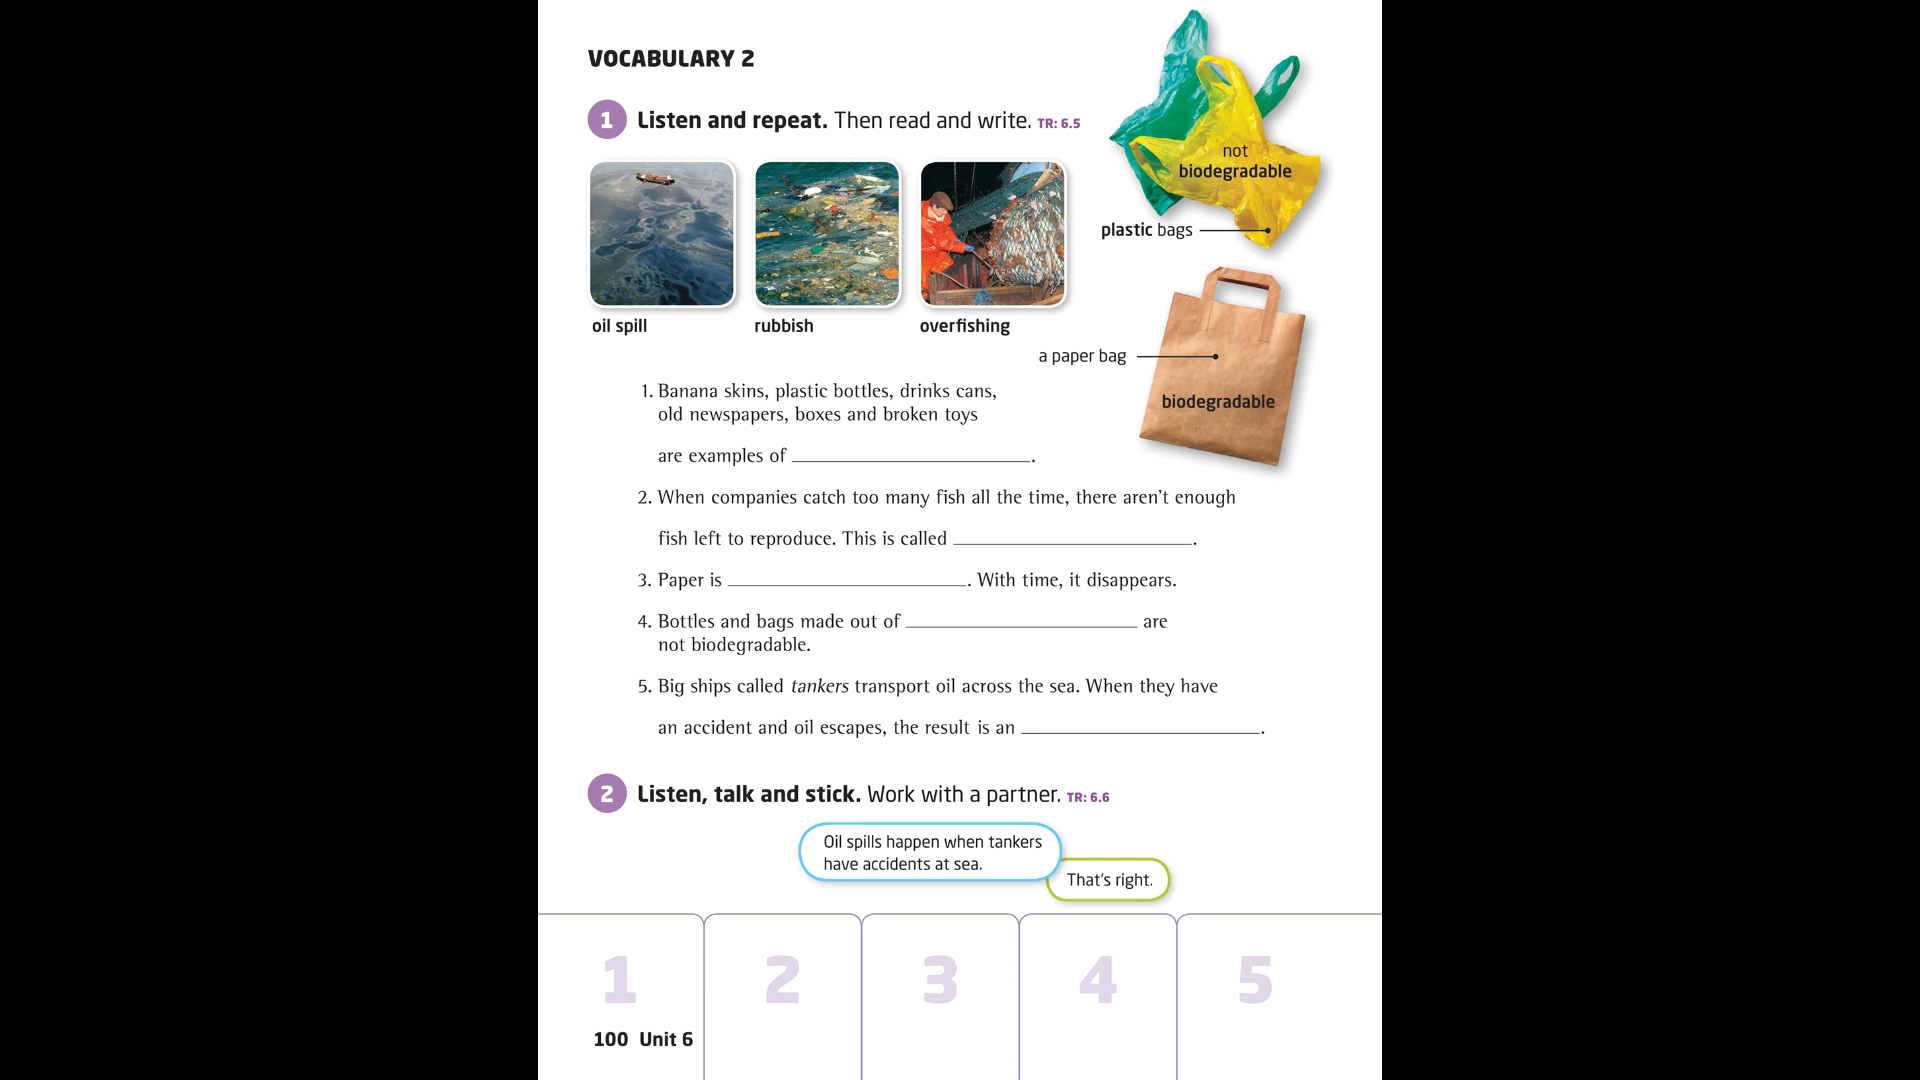 VOCABULARY 2
1 Listen and repeat. Then read and write. TR: 6.5
not
biodegradable
plastic bags
oil spill
rubbish
overfishing
a paper bag
biodegradable
1. Banana skins, plastic bottles, drinks cans,
old newspapers, boxes and broken toys
are examples of ____________________.
2. When companies catch too many fish all the time, there aren't enough
fish left to reproduce. This is called ____________________.
3. Paper is ____________________. With time, it disappears.
4. Bottles and bags made out of ____________________ are
not biodegradable.
5. Big ships called tankers transport oil across the sea. When they have
an accident and oil escapes, the result is an ____________________.
2 Listen, talk and stick. Work with a partner. TR: 6.6
Oil spills happen when tankers
have accidents at sea.
That's right.
1 2 3 4 5
100 Unit 6